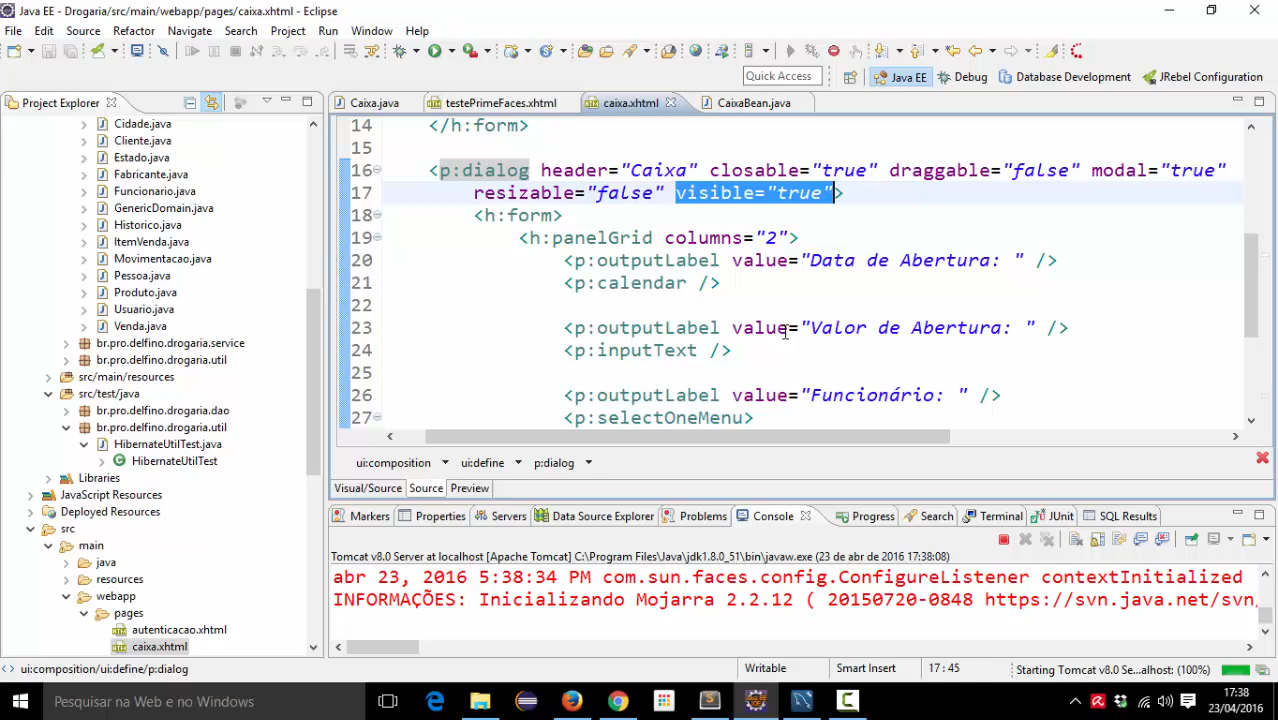 Java EE - Drogaria/src/main/webapp/pages/caixa.xhtml - Eclipse
File Edit Source Refactor Navigate Search Project Run Window Help
Quick Access Java EE Debug Database Development JRebel Configuration
Project Explorer
Caixa.java testePrimeFaces.xhtml caixa.xhtml CaixaBean.java
Cidade.java
Cliente.java
Estado.java
Fabricante.java
Funcionario.java
GenericDomain.java
Historico.java
ItemVenda.java
Movimentacao.java
Pessoa.java
Produto.java
Usuario.java
Venda.java
br.pro.delfino.drogaria.service
br.pro.delfino.drogaria.util
src/main/resources
src/test/java
br.pro.delfino.drogaria.dao
br.pro.delfino.drogaria.util
HibernateUtilTest.java
HibernateUtilTest
Libraries
JavaScript Resources
Deployed Resources
src
main
java
resources
webapp
pages
autenticacao.xhtml
caixa.xhtml
14 </h:form>
15
16 <p:dialog header="Caixa" closable="true" draggable="false" modal="true"
17 resizable="false" visible="true">
18 <h:form>
19 <h:panelGrid columns="2">
20 <p:outputLabel value="Data de Abertura: " />
21 <p:calendar />
22
23 <p:outputLabel value="Valor de Abertura: " />
24 <p:inputText />
25
26 <p:outputLabel value="Funcionário: " />
27 <p:selectOneMenu>
ui:composition ui:define p:dialog
Visual/Source Source Preview
Markers Properties Servers Data Source Explorer Problems Console Progress Search Terminal JUnit SQL Results
Tomcat v8.0 Server at localhost [Apache Tomcat] C:\Program Files\Java\jdk1.8.0_51\bin\javaw.exe (23 de abr de 2016 17:38:08)
abr 23, 2016 5:38:34 PM com.sun.faces.config.ConfigureListener contextInitialized
INFORMAÇÕES: Inicializando Mojarra 2.2.12 ( 20150720-0848 https://svn.java.net/svn
ui:composition/ui:define/p:dialog Writable Smart Insert 17 : 45 Starting Tomcat v8.0 Se...alhost: (100%)
Pesquisar na Web e no Windows
17:38
23/04/2016